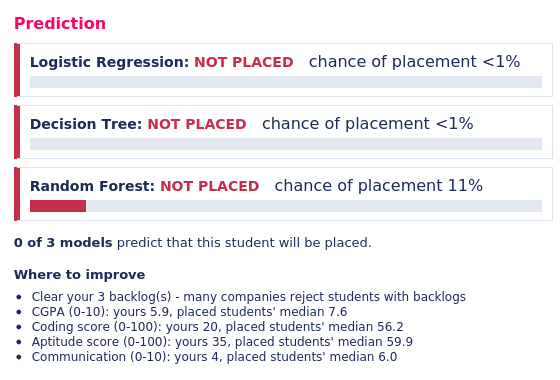 Prediction
Logistic Regression: NOT PLACED chance of placement <1%
Decision Tree: NOT PLACED chance of placement <1%
Random Forest: NOT PLACED chance of placement 11%
0 of 3 models predict that this student will be placed.
Where to improve
• Clear your 3 backlog(s) - many companies reject students with backlogs
• CGPA (0-10): yours 5.9, placed students' median 7.6
• Coding score (0-100): yours 20, placed students' median 56.2
• Aptitude score (0-100): yours 35, placed students' median 59.9
• Communication (0-10): yours 4, placed students' median 6.0